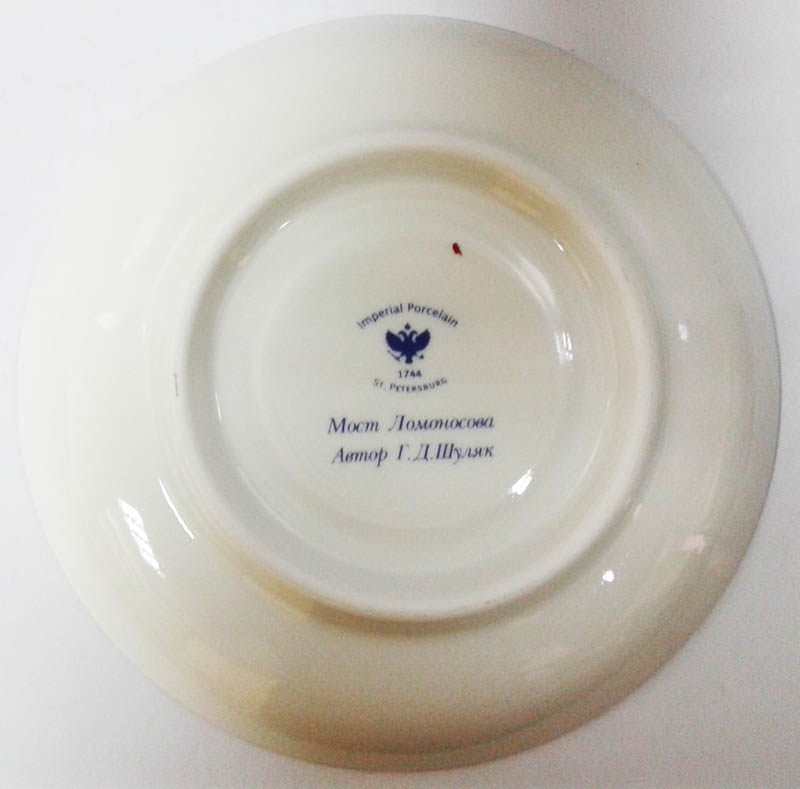 Imperial Porcelain
1744
St. Petersburg
Мост Ломоносова
Автор Г.Д.Шуляк